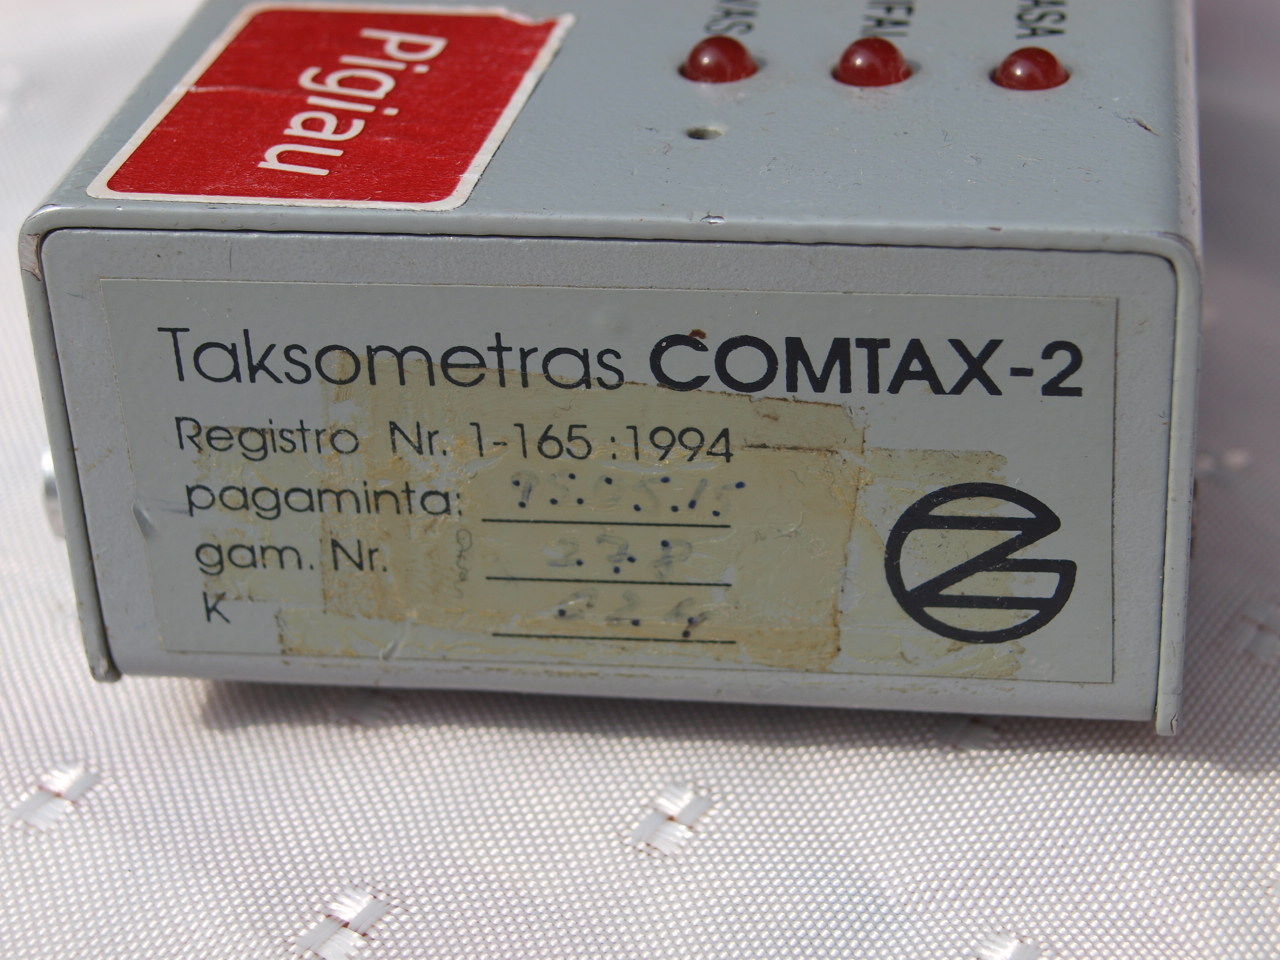 Pigiau
Taksometras COMTAX-2
Registro Nr. 1-165 :1994
pagaminta:
gam. Nr.
K